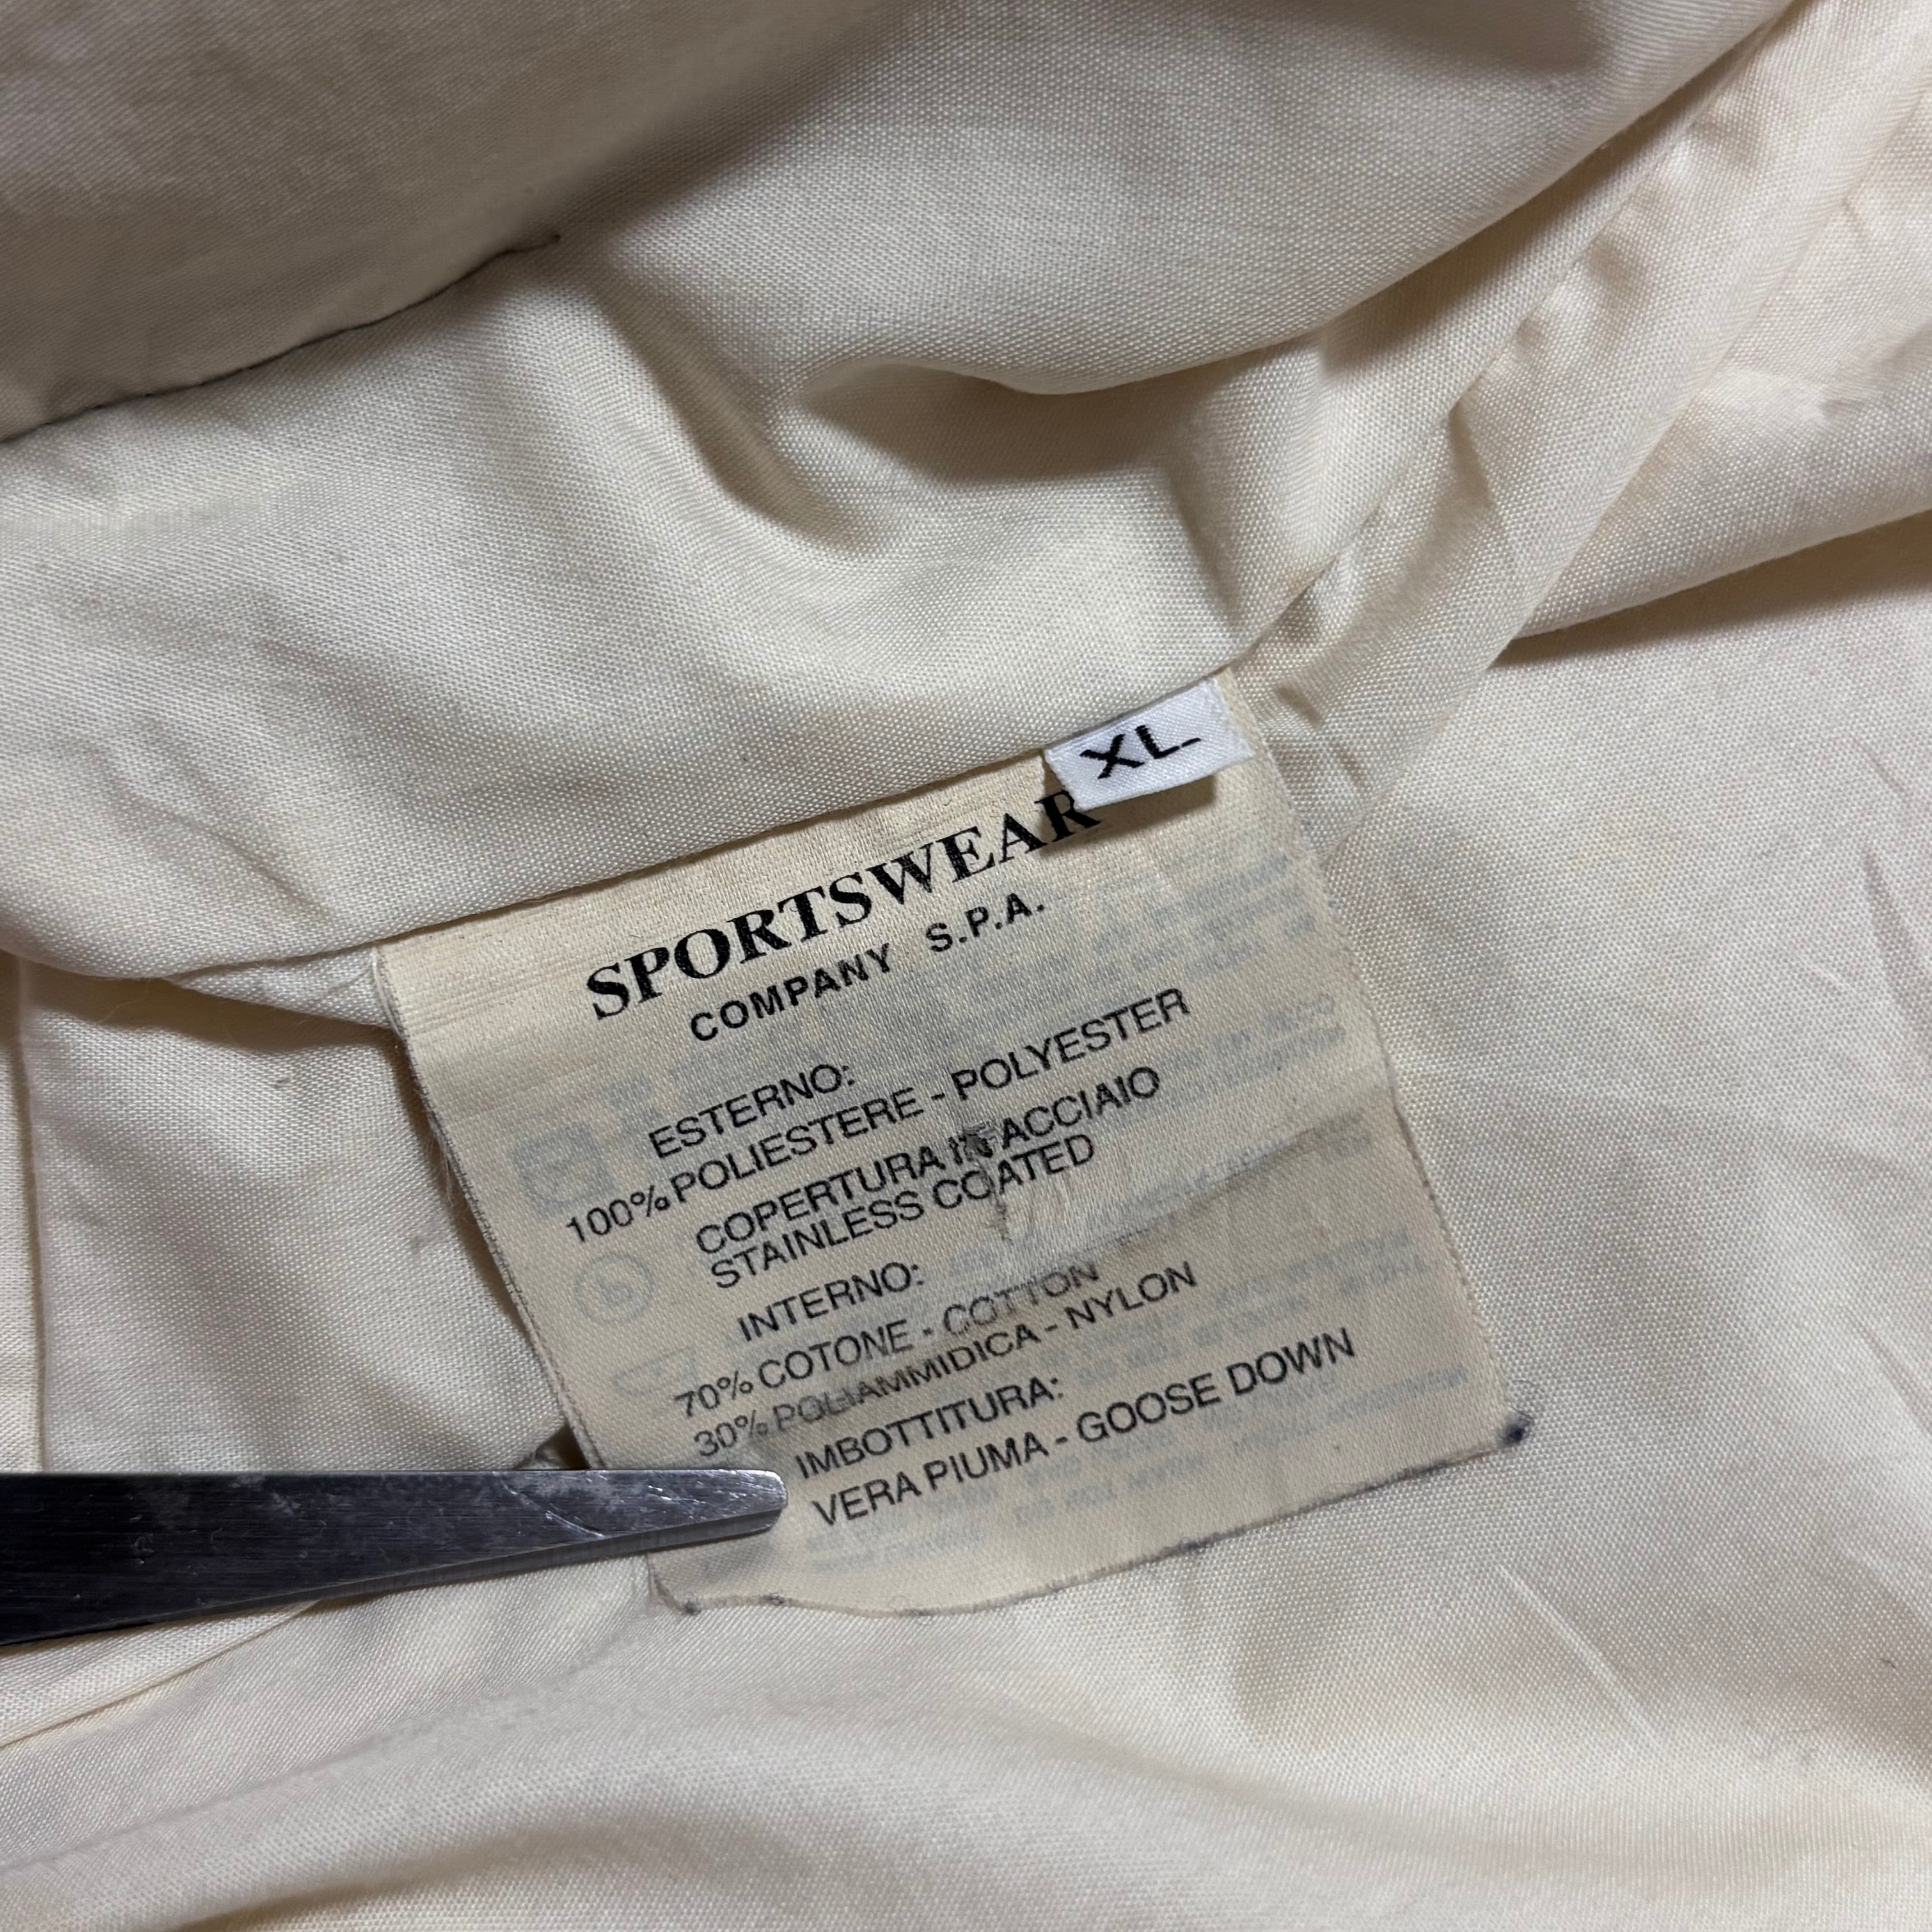 XL
SPORTSWEAR
COMPANY S.P.A.
ESTERNO:
100% POLIESTERE - POLYESTER
COPERTURA IN ACCIAIO
STAINLESS COATED
INTERNO:
70% COTONE - COTTON
30% POLIAMMIDICA - NYLON
IMBOTTITURA:
VERA PIUMA - GOOSE DOWN